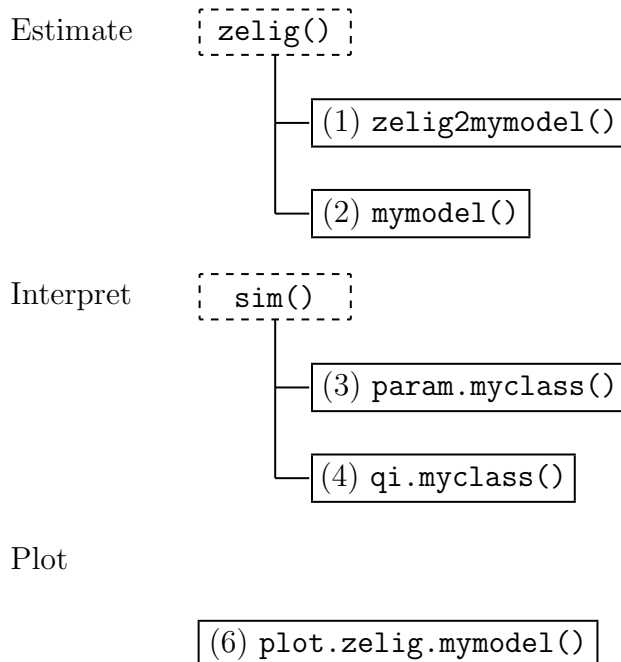 Estimate zelig()
(1) zelig2mymodel()
(2) mymodel()
Interpret sim()
(3) param.myclass()
(4) qi.myclass()
Plot
(6) plot.zelig.mymodel()